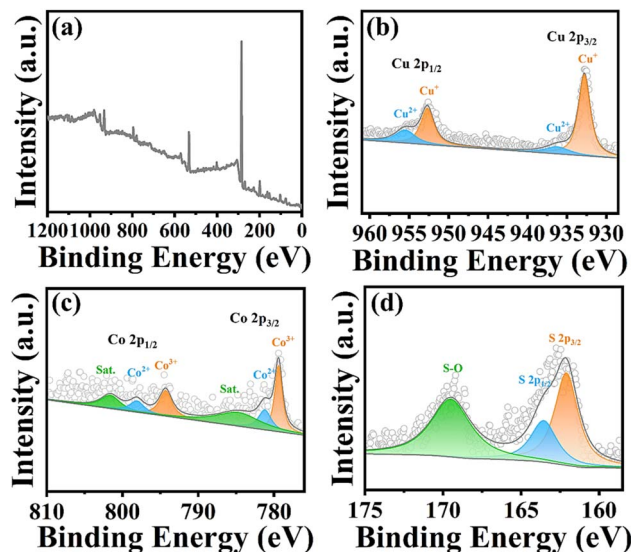 (a)
Intensity (a.u.)
1200 1000 800 600 400 200 0
Binding Energy (eV)
(b)
Intensity (a.u.)
Cu 2p3/2
Cu+
Cu 2p1/2
Cu+
Cu2+
Cu2+
960 955 950 945 940 935 930
Binding Energy (eV)
(c)
Intensity (a.u.)
Co 2p3/2
Co 2p1/2
Co3+
Sat.
Co2+
Co3+
Sat.
Co2+
810 800 790 780
Binding Energy (eV)
(d)
Intensity (a.u.)
S 2p3/2
S-O
S 2p1/2
175 170 165 160
Binding Energy (eV)